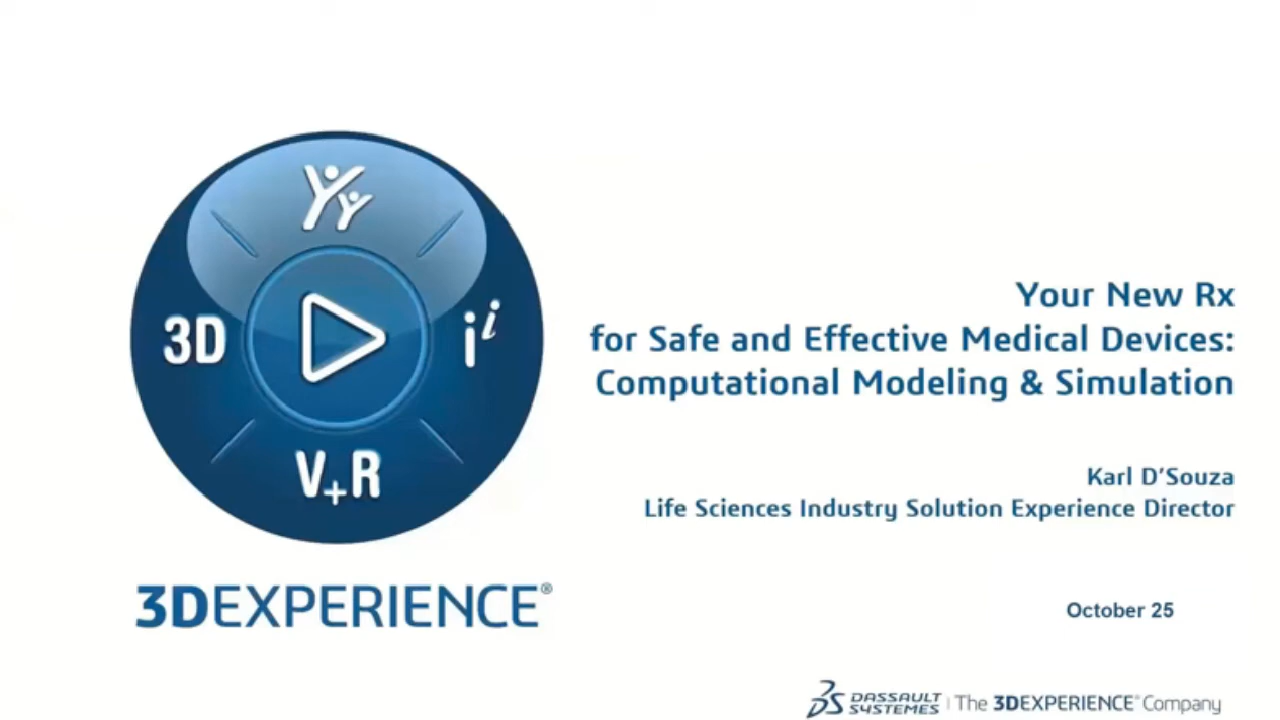 3D
i i
V+R
3DEXPERIENCE®
Your New Rx
for Safe and Effective Medical Devices:
Computational Modeling & Simulation
Karl D'Souza
Life Sciences Industry Solution Experience Director
October 25
DASSAULT SYSTEMES | The 3DEXPERIENCE® Company